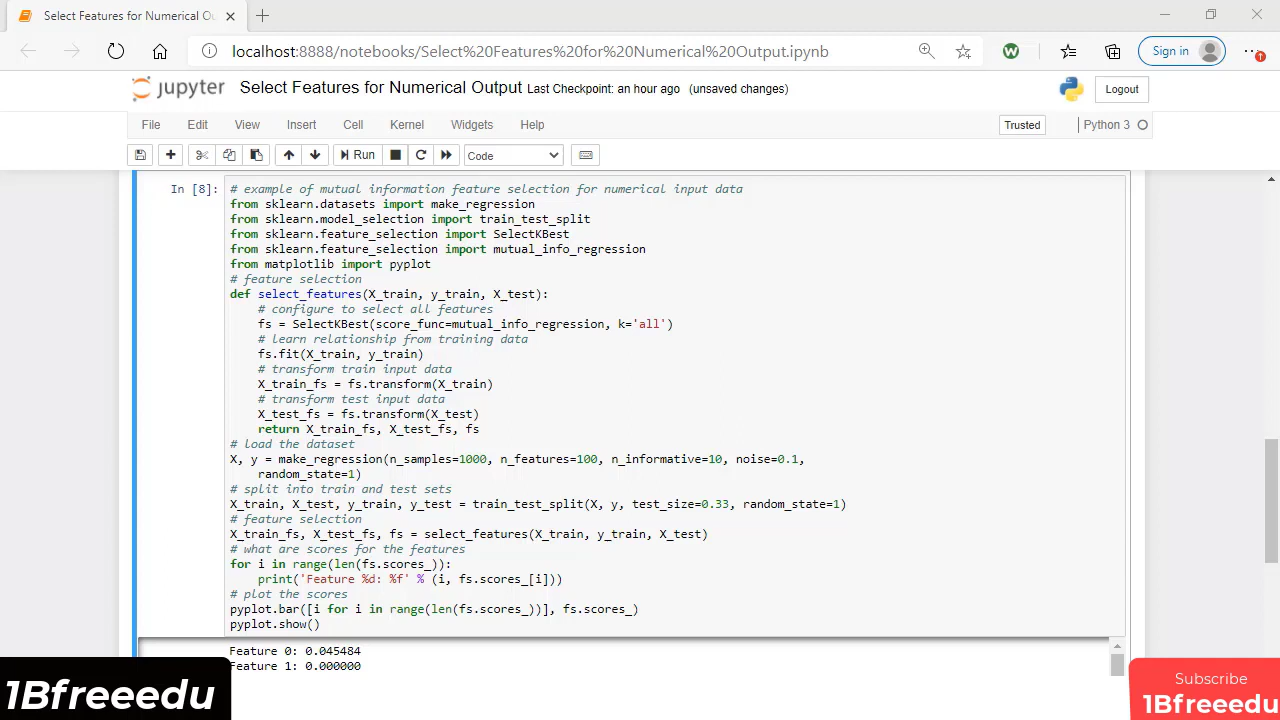 Select Features for Numerical Ou
localhost:8888/notebooks/Select%20Features%20for%20Numerical%20Output.ipynb
W
Sign in
jupyter Select Features for Numerical Output Last Checkpoint: an hour ago (unsaved changes)
Logout
File Edit View Insert Cell Kernel Widgets Help
Trusted
Python 3
Run
Code
In [8]:
# example of mutual information feature selection for numerical input data
from sklearn.datasets import make_regression
from sklearn.model_selection import train_test_split
from sklearn.feature_selection import SelectKBest
from sklearn.feature_selection import mutual_info_regression
from matplotlib import pyplot
# feature selection
def select_features(X_train, y_train, X_test):
    # configure to select all features
    fs = SelectKBest(score_func=mutual_info_regression, k='all')
    # learn relationship from training data
    fs.fit(X_train, y_train)
    # transform train input data
    X_train_fs = fs.transform(X_train)
    # transform test input data
    X_test_fs = fs.transform(X_test)
    return X_train_fs, X_test_fs, fs
# load the dataset
X, y = make_regression(n_samples=1000, n_features=100, n_informative=10, noise=0.1,
    random_state=1)
# split into train and test sets
X_train, X_test, y_train, y_test = train_test_split(X, y, test_size=0.33, random_state=1)
# feature selection
X_train_fs, X_test_fs, fs = select_features(X_train, y_train, X_test)
# what are scores for the features
for i in range(len(fs.scores_)):
    print('Feature %d: %f' % (i, fs.scores_[i]))
# plot the scores
pyplot.bar([i for i in range(len(fs.scores_))], fs.scores_)
pyplot.show()
Feature 0: 0.045484
Feature 1: 0.000000
1Bfreeedu
Subscribe
1Bfreeedu